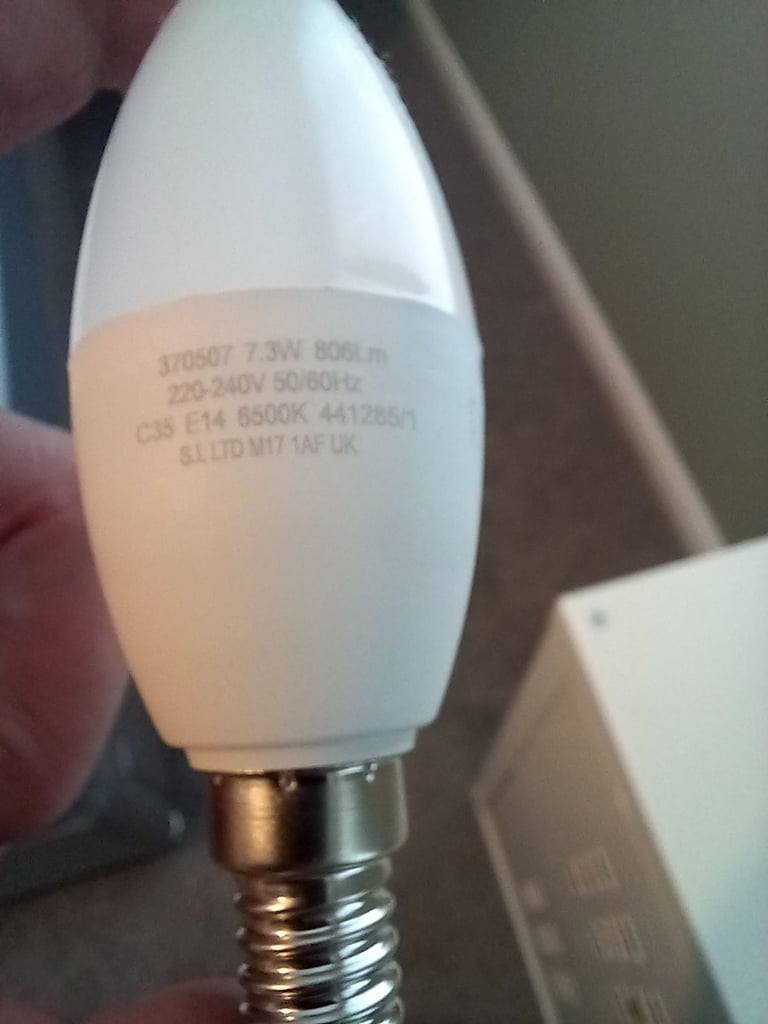 370507 7.3W 806Lm
220-240V 50/60Hz
C35 E14 6500K 441285/1
S.I. LTD M17 1AF UK